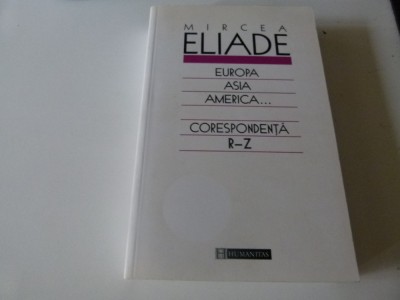 MIRCEA
ELIADE
EUROPA
ASIA
AMERICA...
CORESPONDENȚĂ
R–Z
HUMANITAS